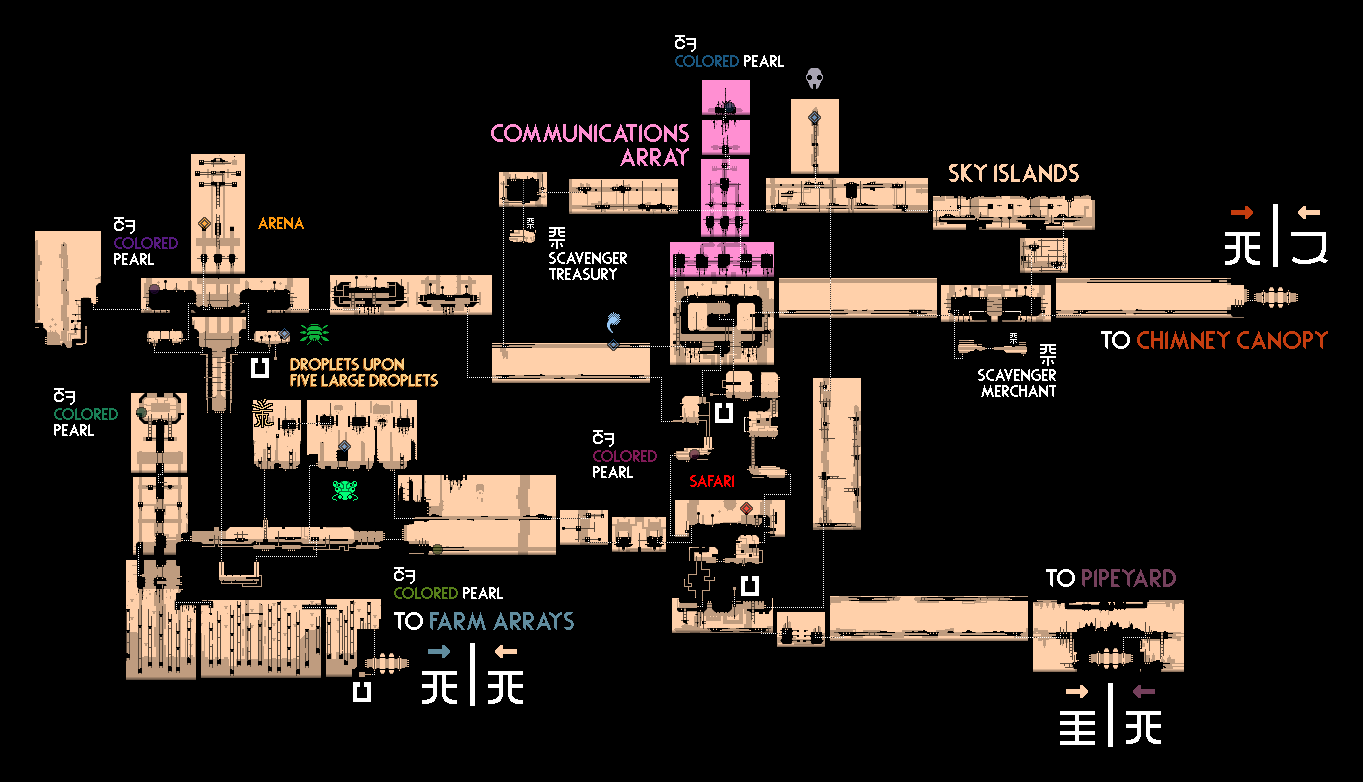 COLORED PEARL
COMMUNICATIONS
ARRAY
SKY ISLANDS
ARENA
COLORED
PEARL
SCAVENGER
TREASURY
TO CHIMNEY CANOPY
SCAVENGER
MERCHANT
DROPLETS UPON
FIVE LARGE DROPLETS
COLORED
PEARL
COLORED
PEARL
SAFARI
COLORED PEARL
TO FARM ARRAYS
TO PIPEYARD